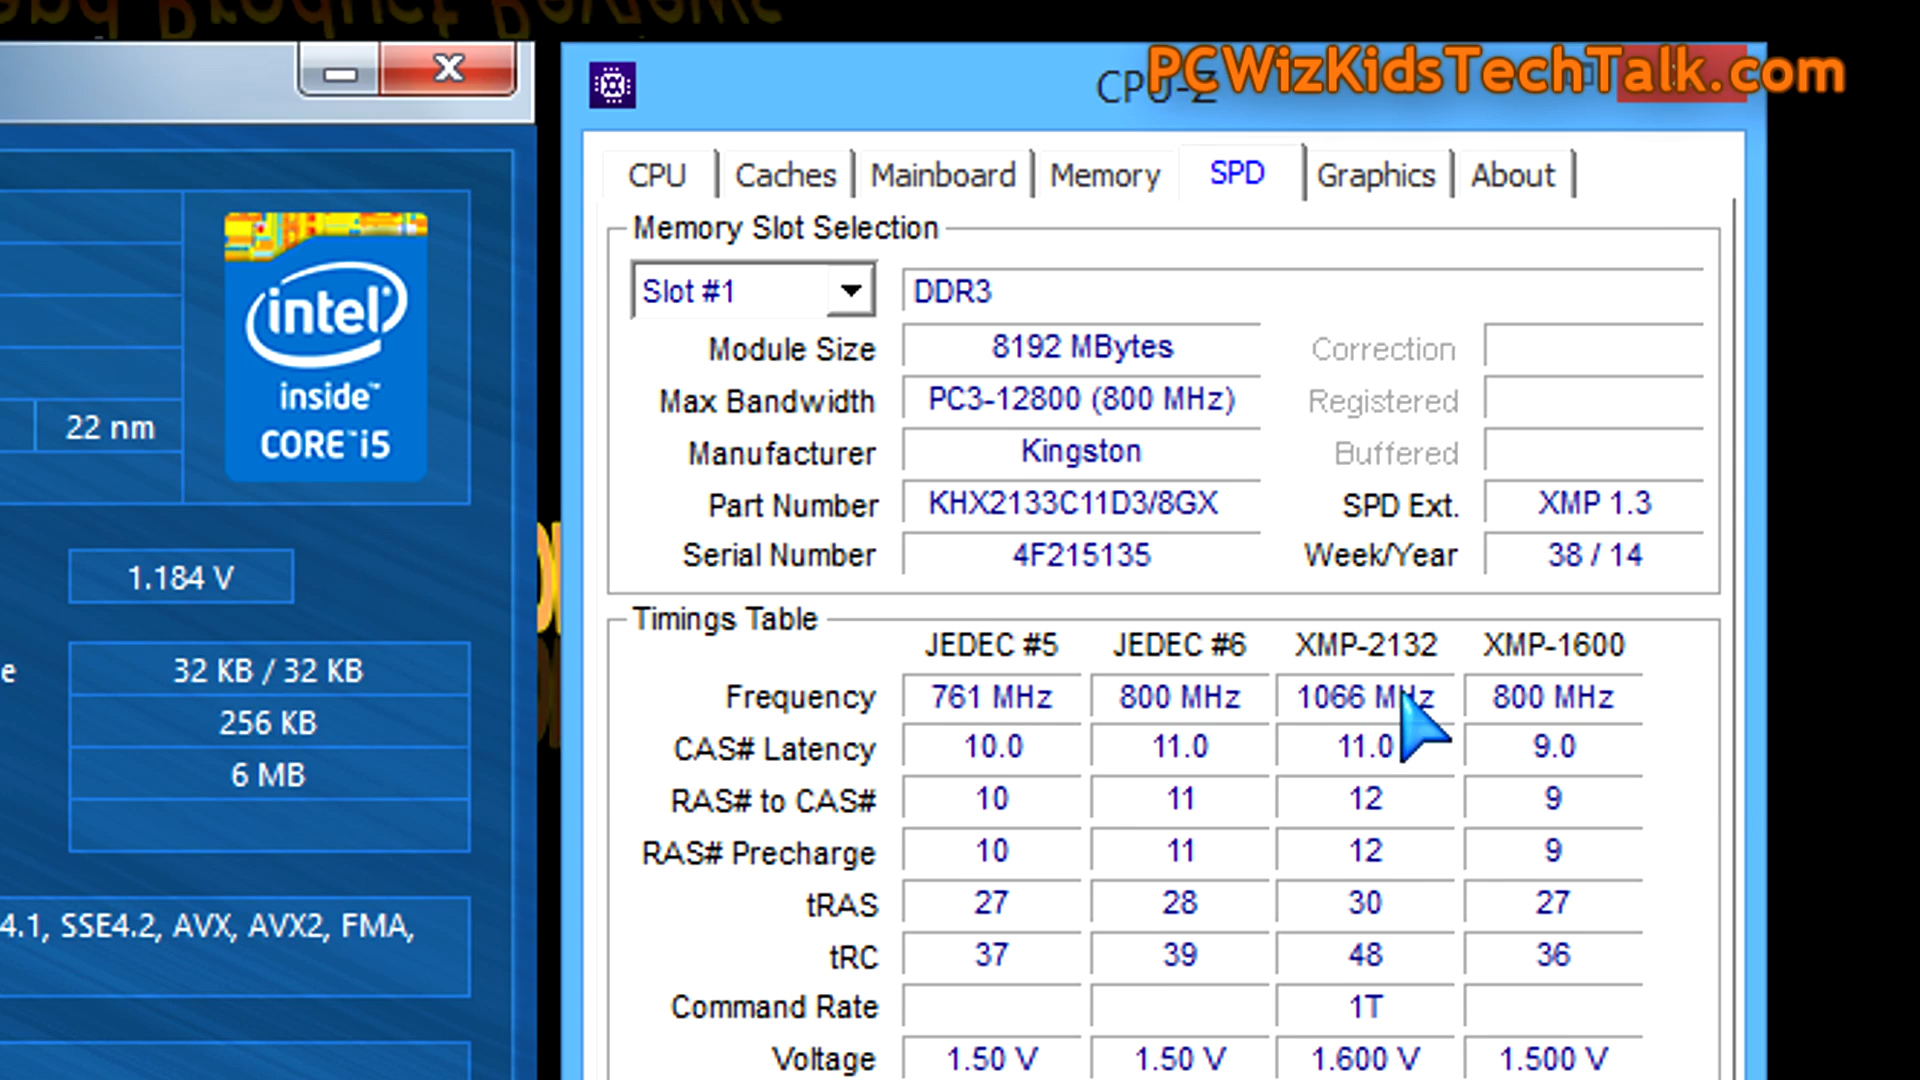 and Product Reviews
PCWizKidsTechTalk.com
CPU-Z
intel
inside™
CORE™i5
22 nm
1.184 V
e
32 KB / 32 KB
256 KB
6 MB
4.1, SSE4.2, AVX, AVX2, FMA,
CPU Caches Mainboard Memory SPD Graphics About
Memory Slot Selection
Slot #1 DDR3
Module Size 8192 MBytes Correction
Max Bandwidth PC3-12800 (800 MHz) Registered
Manufacturer Kingston Buffered
Part Number KHX2133C11D3/8GX SPD Ext. XMP 1.3
Serial Number 4F215135 Week/Year 38 / 14
Timings Table
JEDEC #5 JEDEC #6 XMP-2132 XMP-1600
Frequency 761 MHz 800 MHz 1066 MHz 800 MHz
CAS# Latency 10.0 11.0 11.0 9.0
RAS# to CAS# 10 11 12 9
RAS# Precharge 10 11 12 9
tRAS 27 28 30 27
tRC 37 39 48 36
Command Rate 1T
Voltage 1.50 V 1.50 V 1.600 V 1.500 V